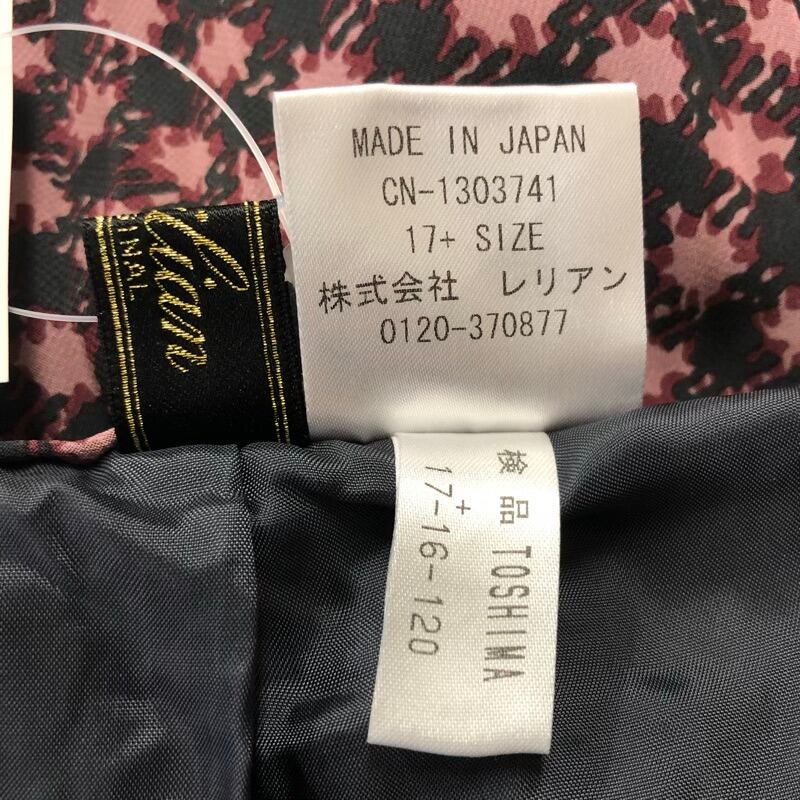 MADE IN JAPAN
CN-1303741
17+ SIZE
株式会社 レリアン
0120-370877
検品 TOSHIMA
17+-16-120